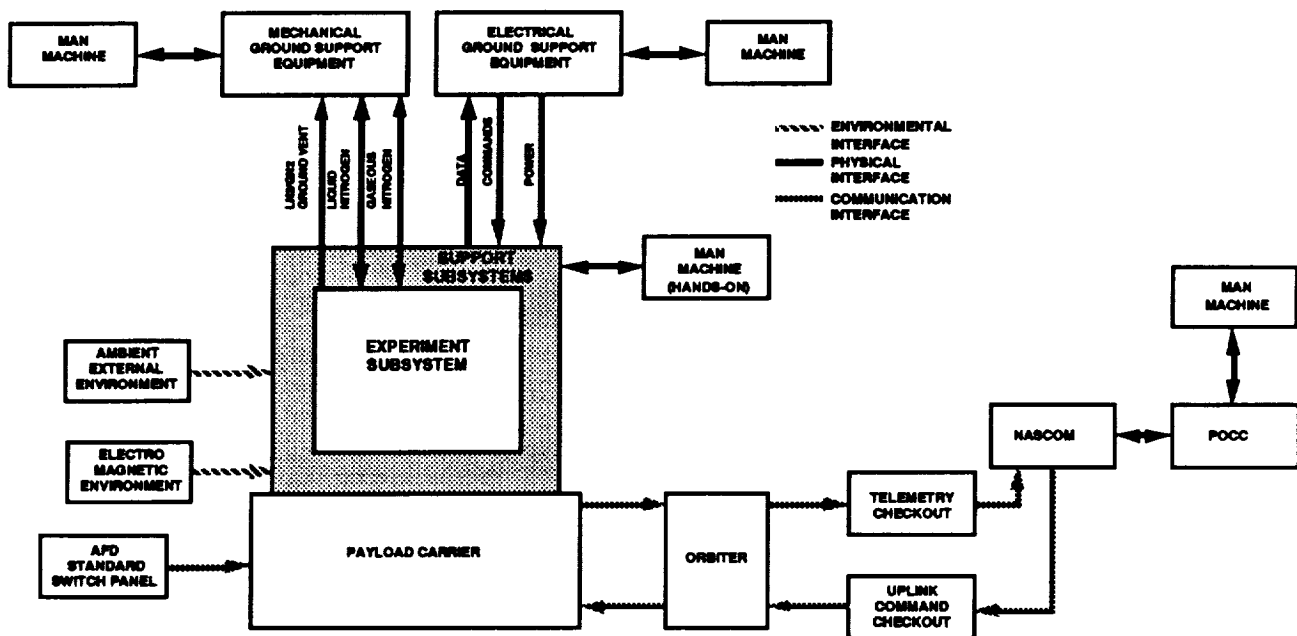 MAN
MACHINE
MECHANICAL
GROUND SUPPORT
EQUIPMENT
ELECTRICAL
GROUND SUPPORT
EQUIPMENT
MAN
MACHINE
GROUND VENT
LIQUID
NITROGEN
GASEOUS
NITROGEN
DATA
COMMANDS
POWER
ENVIRONMENTAL
INTERFACE
PHYSICAL
INTERFACE
COMMUNICATION
INTERFACE
SUPPORT
SUBSYSTEMS
MAN
MACHINE
(HANDS-ON)
EXPERIMENT
SUBSYSTEM
AMBIENT
EXTERNAL
ENVIRONMENT
ELECTRO
MAGNETIC
ENVIRONMENT
MAN
MACHINE
NASCOM
POCC
AFD
STANDARD
SWITCH PANEL
PAYLOAD CARRIER
ORBITER
TELEMETRY
CHECKOUT
UPLINK
COMMAND
CHECKOUT